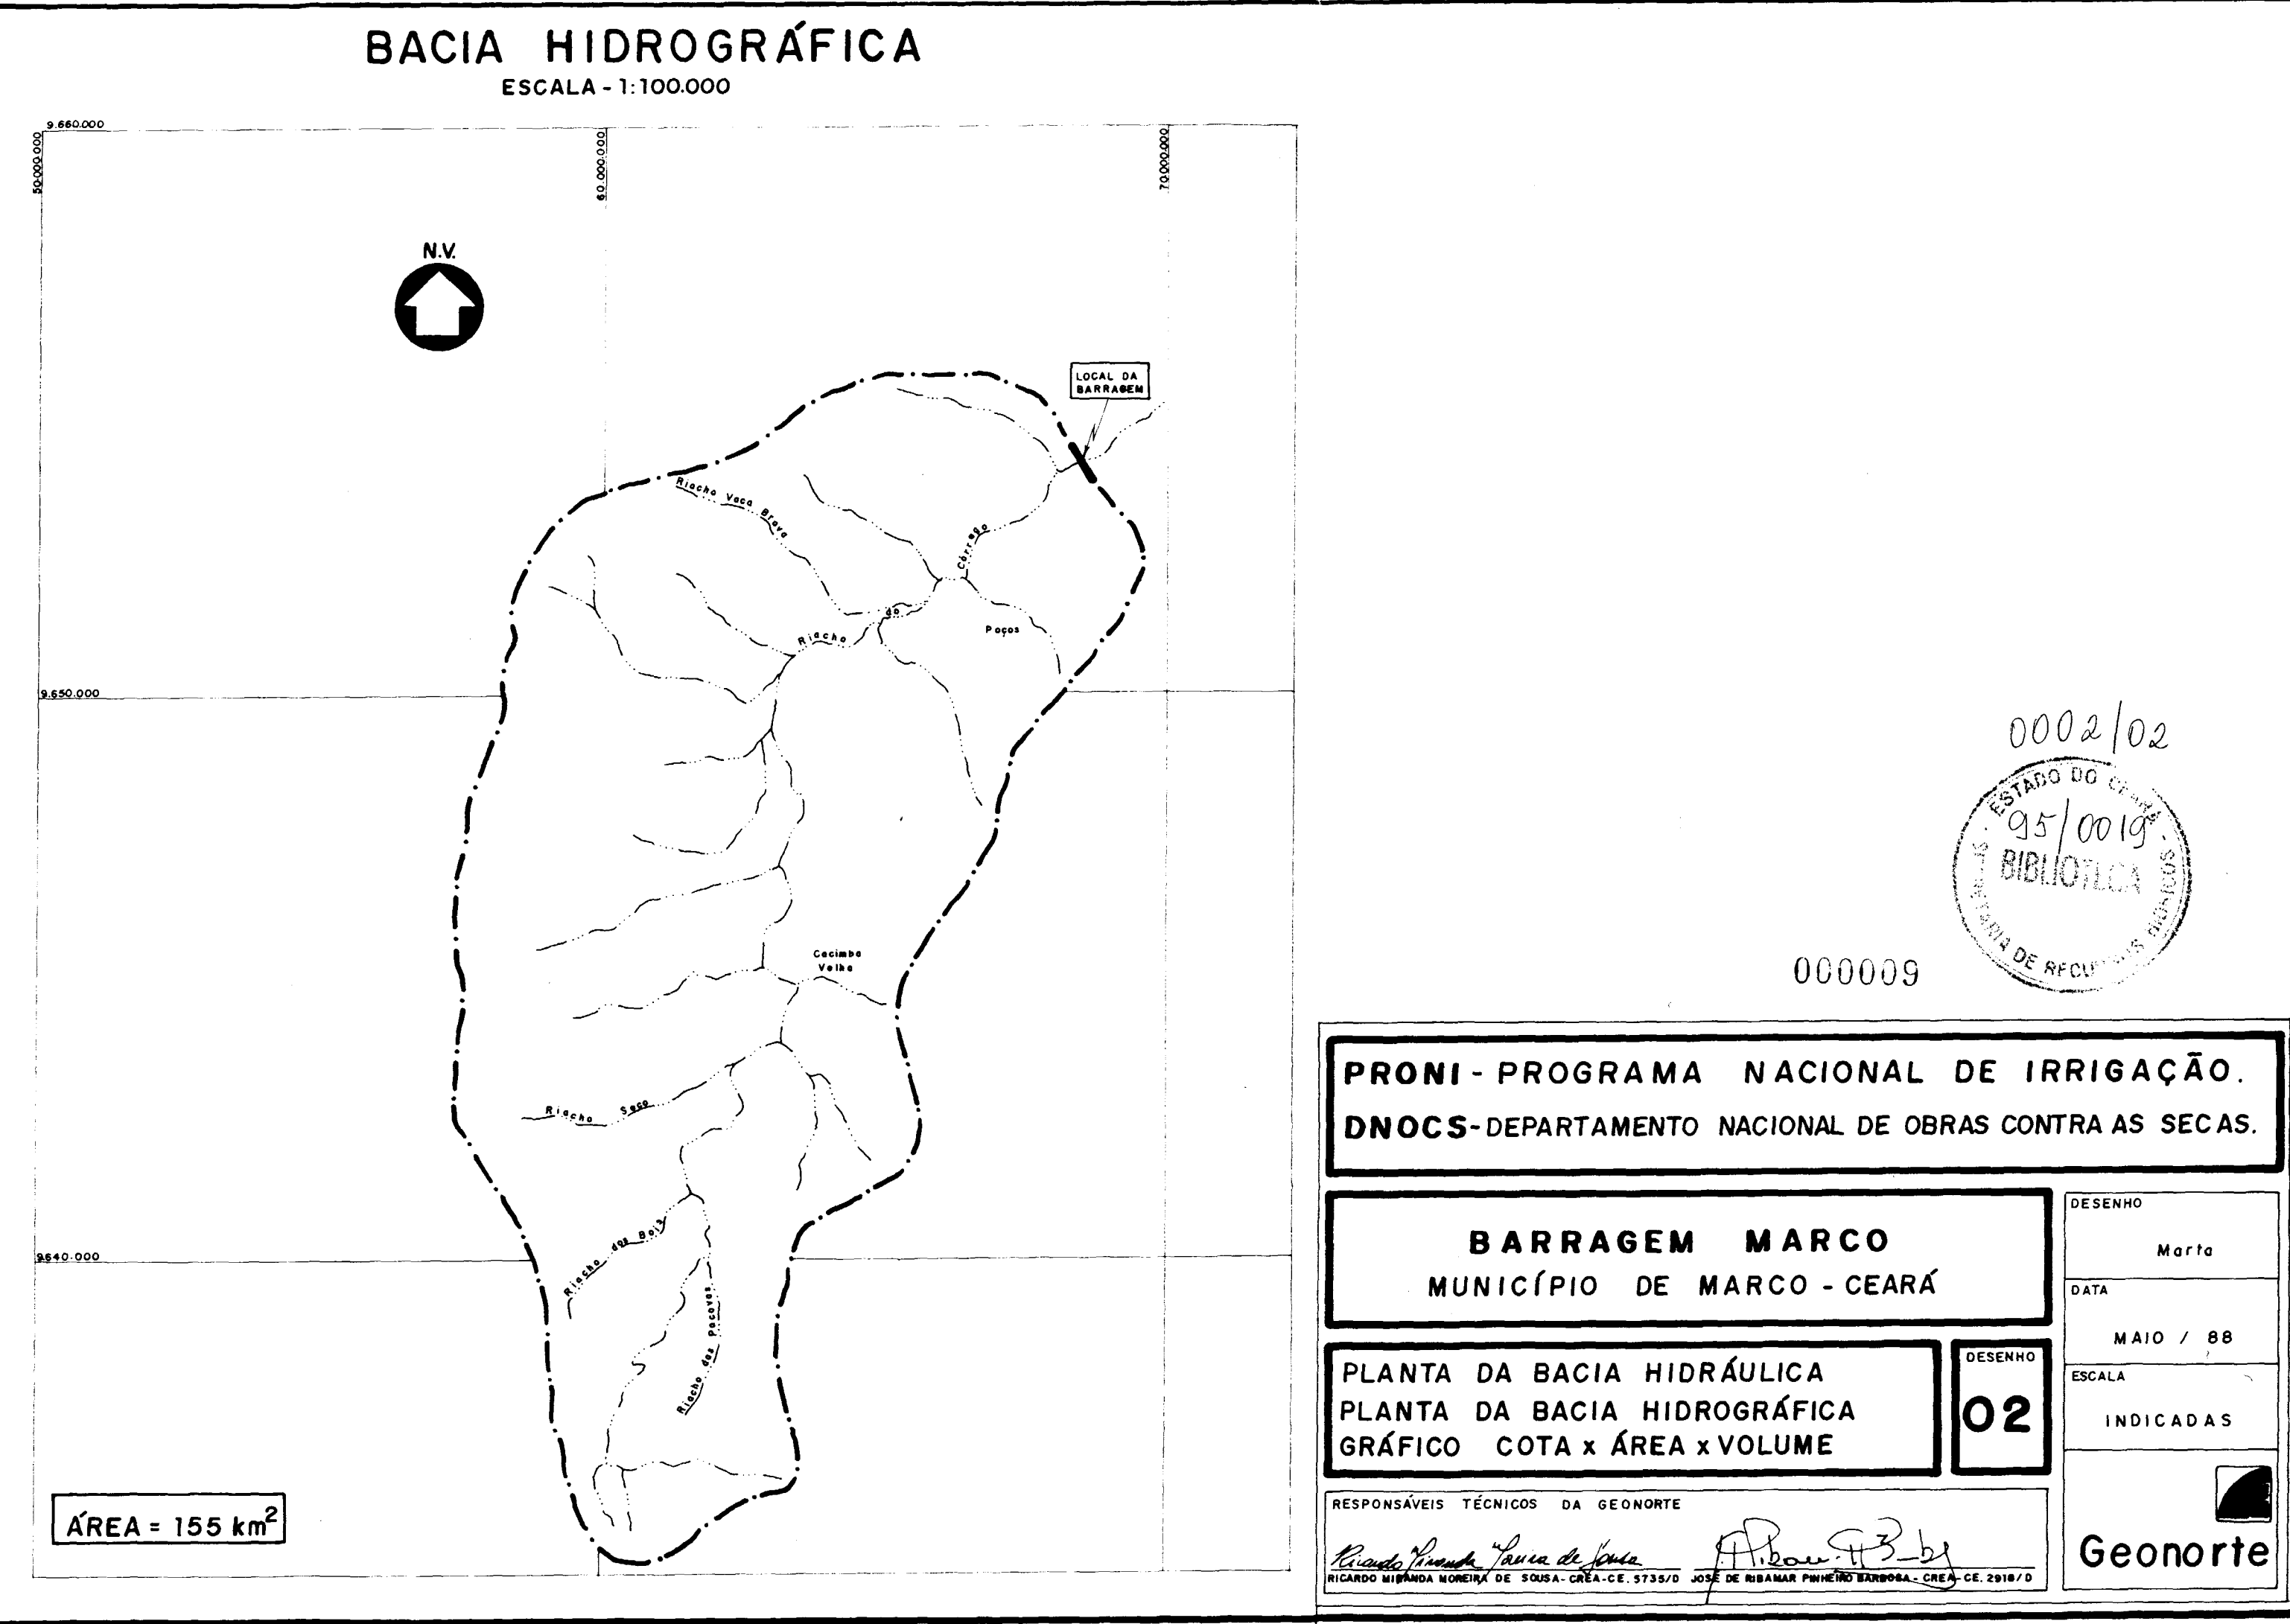 BACIA HIDROGRÁFICA
ESCALA - 1:100.000
9.660.000
50.000.000
60.000.000
70.000.000
N.V.
LOCAL DA
BARRAGEM
Riacho Vaca Brava
Córrego
do
Riacho
Poços
9.650.000
Cacimba
Velha
Riacho Seco
Riacho dos Bois
9.640.000
Riacho das Pacovas
ÁREA = 155 km²
0002/02
ESTADO DO
95/0019
BIBLIOTECA
DE
000009
PRONI - PROGRAMA NACIONAL DE IRRIGAÇÃO.
DNOCS - DEPARTAMENTO NACIONAL DE OBRAS CONTRA AS SECAS.
BARRAGEM MARCO
MUNICÍPIO DE MARCO - CEARÁ
DESENHO
Marta
DATA
MAIO / 88
ESCALA
INDICADAS
PLANTA DA BACIA HIDRÁULICA
PLANTA DA BACIA HIDROGRÁFICA
GRÁFICO COTA x ÁREA x VOLUME
DESENHO
02
RESPONSÁVEIS TÉCNICOS DA GEONORTE
RICARDO MIRANDA MOREIRA DE SOUSA - CREA-CE. 5735/D
JOSÉ DE RIBAMAR PINHEIRO BARBOSA - CREA-CE. 2918/D
Geonorte